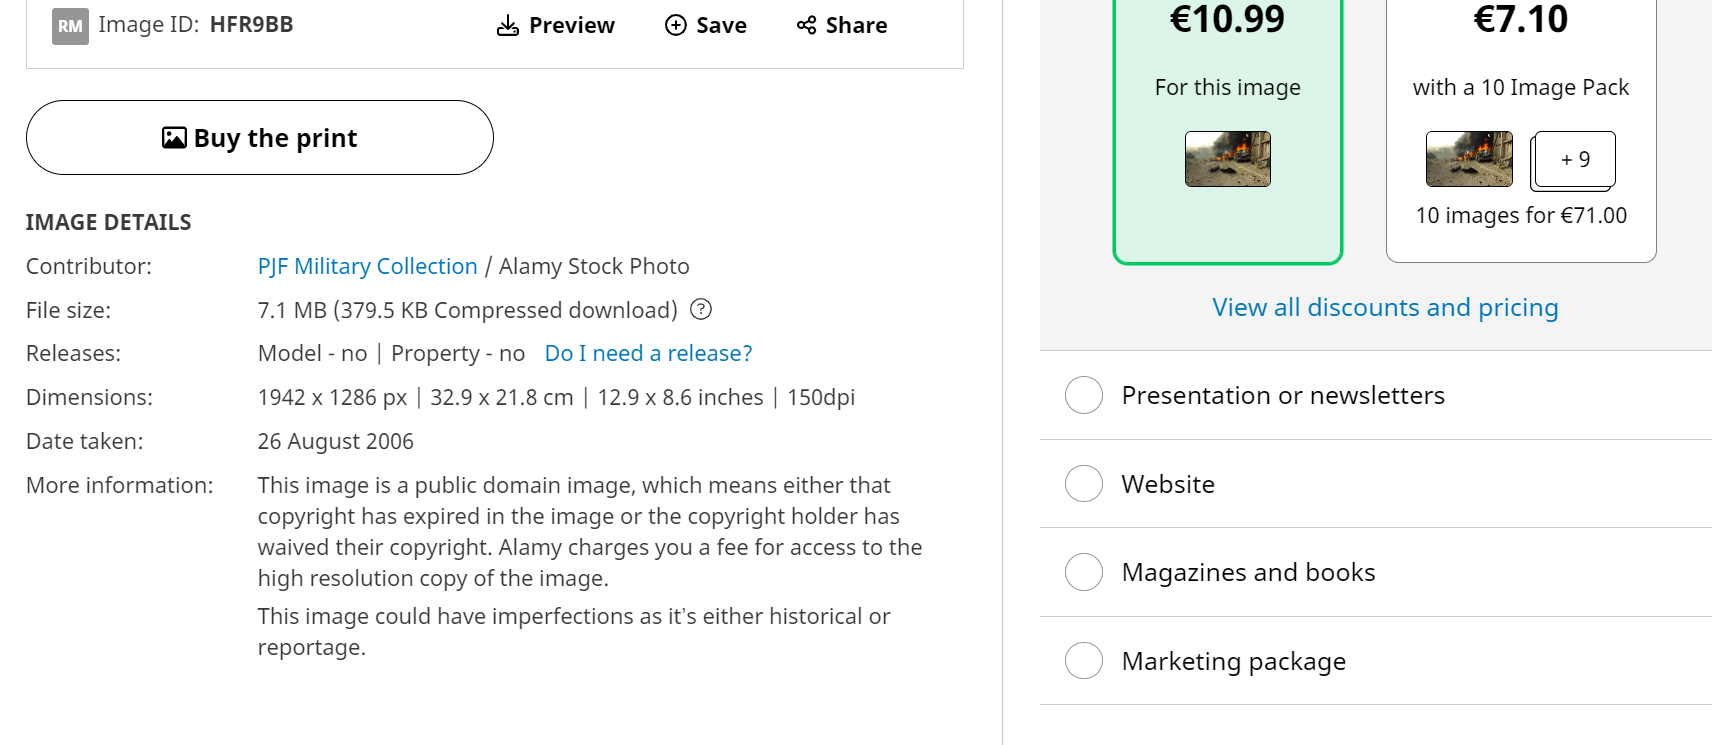 RM Image ID: HFR9BB Preview Save Share
Buy the print
IMAGE DETAILS
Contributor: PJF Military Collection / Alamy Stock Photo
File size: 7.1 MB (379.5 KB Compressed download) ?
Releases: Model - no | Property - no Do I need a release?
Dimensions: 1942 x 1286 px | 32.9 x 21.8 cm | 12.9 x 8.6 inches | 150dpi
Date taken: 26 August 2006
More information: This image is a public domain image, which means either that
copyright has expired in the image or the copyright holder has
waived their copyright. Alamy charges you a fee for access to the
high resolution copy of the image.
This image could have imperfections as it’s either historical or
reportage.
€10.99
For this image
€7.10
with a 10 Image Pack
+ 9
10 images for €71.00
View all discounts and pricing
Presentation or newsletters
Website
Magazines and books
Marketing package